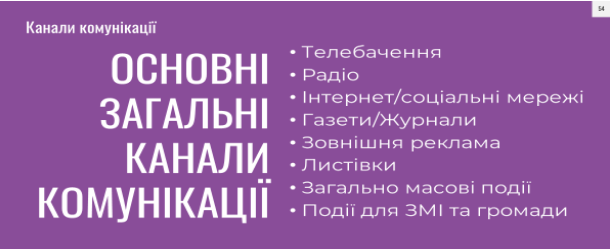 54
Канали комунікації
ОСНОВНІ
ЗАГАЛЬНІ
КАНАЛИ
КОМУНІКАЦІЇ
• Телебачення
• Радіо
• Інтернет/соціальні мережі
• Газети/Журнали
• Зовнішня реклама
• Листівки
• Загально масові події
• Події для ЗМІ та громади